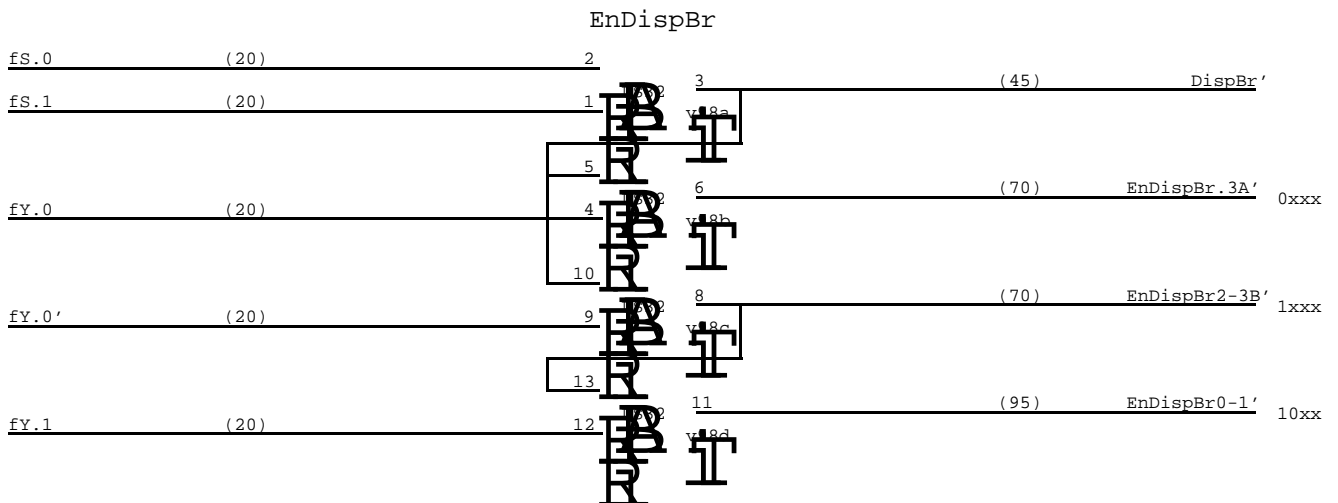 EnDispBr
fS.0 (20) 2
3 (45) DispBr'
fS.1 (20) 1
5
6 (70) EnDispBr.3A' 0xxx
fY.0 (20) 4
10
8 (70) EnDispBr2-3B' 1xxx
fY.0' (20) 9
13
11 (95) EnDispBr0-1' 10xx
fY.1 (20) 12